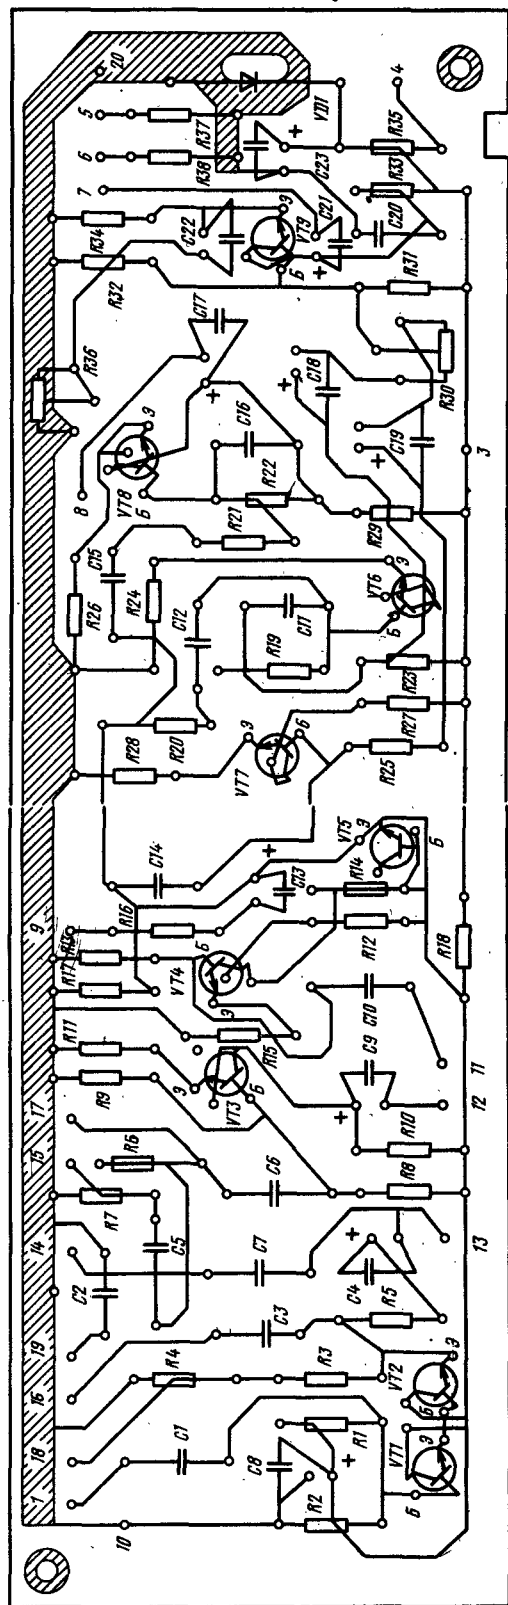 20
5
R37
VD1
4
R35
6
R38
C23
+
R33
7
R34
C22
VT9
Э
C21
C20
Б
+
R32
R31
R36
C17
C18
R30
+
+
C19
+
3
8
VT8
Э
Б
C16
R22
R21
R29
C15
R26
R24
C12
C11
R19
VT6
Э
Б
R23
R27
R28
R20
VT7
Э
Б
R25
C14
+
VT5
Э
Б
C13
R14
9
R13
R16
R17
VT4
Б
Э
R12
R18
R11
R15
C10
C9
11
R9
VT3
Э
Б
+
12
17
R10
15
R6
C6
R8
R7
14
C5
C7
+
C4
13
C2
R5
19
C3
16
R4
R3
VT2
Э
Б
18
C1
R1
VT1
Э
Б
C8
+
R2
1
10